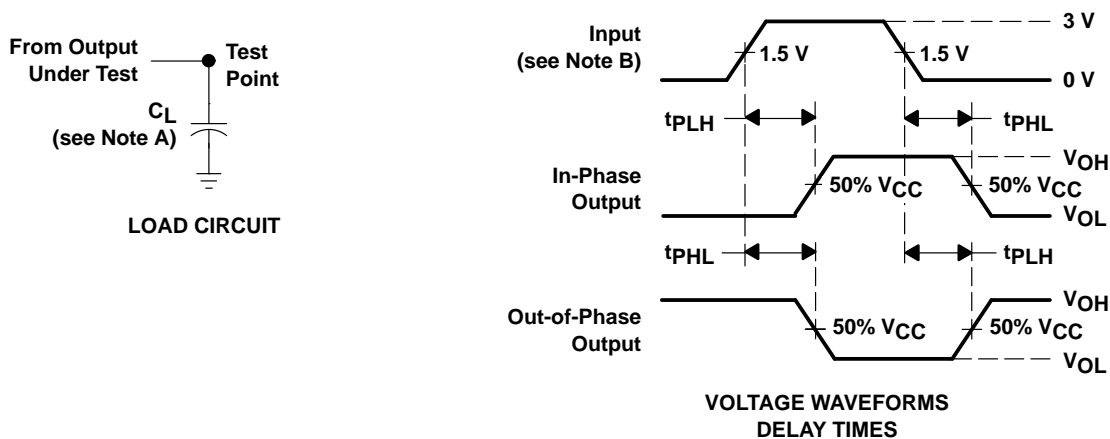 From Output
Under Test
Test
Point
CL
(see Note A)
LOAD CIRCUIT
Input
(see Note B)
1.5 V
1.5 V
3 V
0 V
tPLH
tPHL
In-Phase
Output
50% VCC
50% VCC
VOH
VOL
tPHL
tPLH
Out-of-Phase
Output
50% VCC
50% VCC
VOH
VOL
VOLTAGE WAVEFORMS
DELAY TIMES